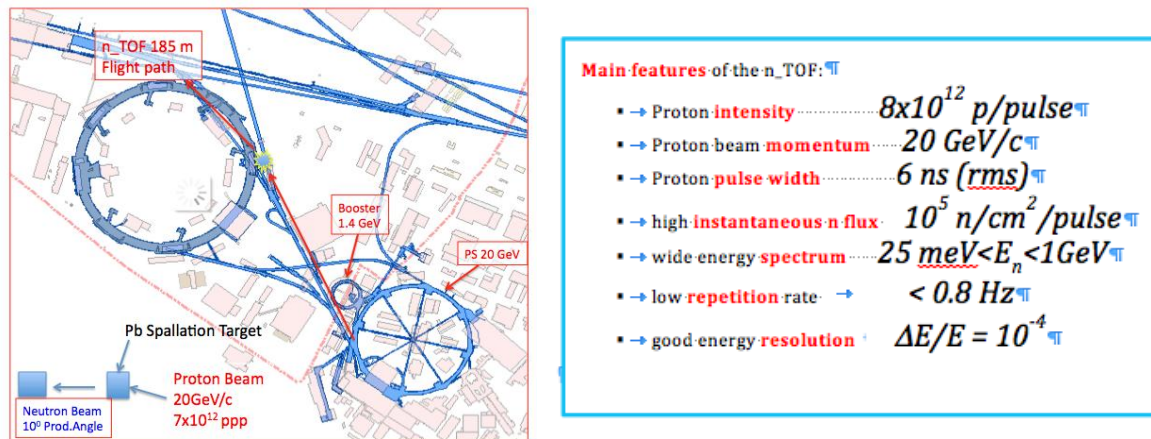 n_TOF 185 m
Flight path
Booster
1.4 GeV
PS 20 GeV
Pb Spallation Target
Proton Beam
20GeV/c
7x10¹² ppp
Neutron Beam
10⁰ Prod.Angle
Main·features·of·the·n_TOF:¶
▪ → Proton·intensity 8x10¹² p/pulse¶
▪ → Proton·beam·momentum 20 GeV/c¶
▪ → Proton·pulse·width 6 ns (rms)¶
▪ → high·instantaneous·n·flux 10⁵ n/cm²/pulse¶
▪ → wide·energy·spectrum 25 meV<Eₙ<1GeV¶
▪ → low·repetition·rate → < 0.8 Hz¶
▪ → good·energy·resolution ΔE/E = 10⁻⁴ ¶